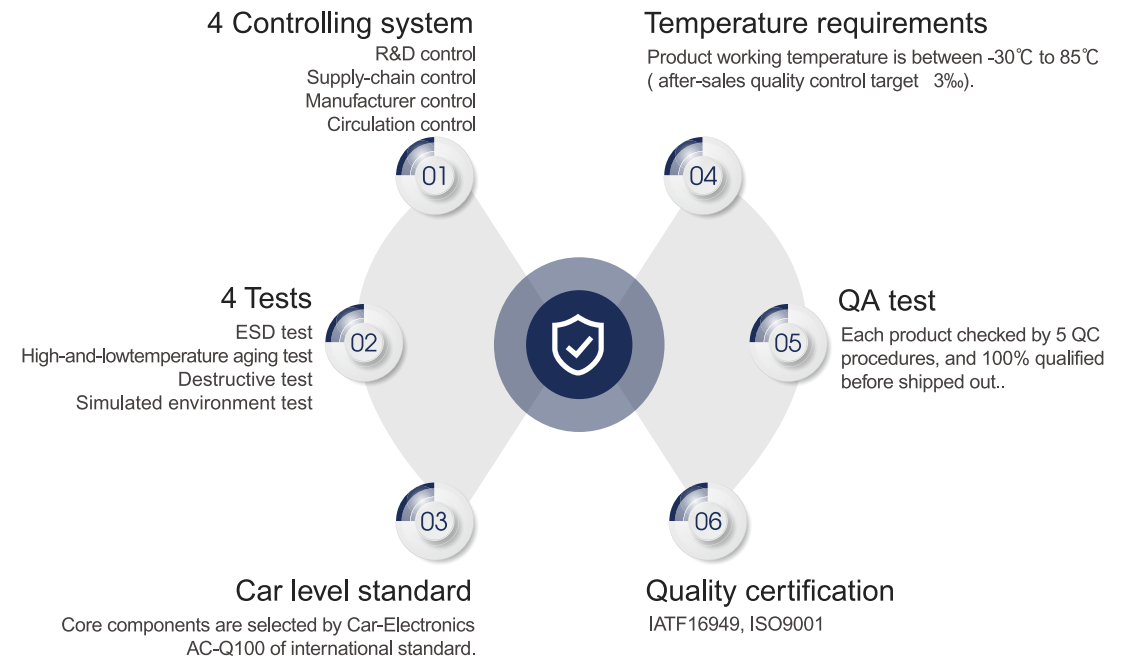 4 Controlling system
R&D control
Supply-chain control
Manufacturer control
Circulation control
01
4 Tests
ESD test
High-and-lowtemperature aging test
Destructive test
Simulated environment test
02
03
Car level standard
Core components are selected by Car-Electronics
AC-Q100 of international standard.
Temperature requirements
Product working temperature is between -30℃ to 85℃
( after-sales quality control target 3‰).
04
QA test
Each product checked by 5 QC
procedures, and 100% qualified
before shipped out..
05
06
Quality certification
IATF16949, ISO9001